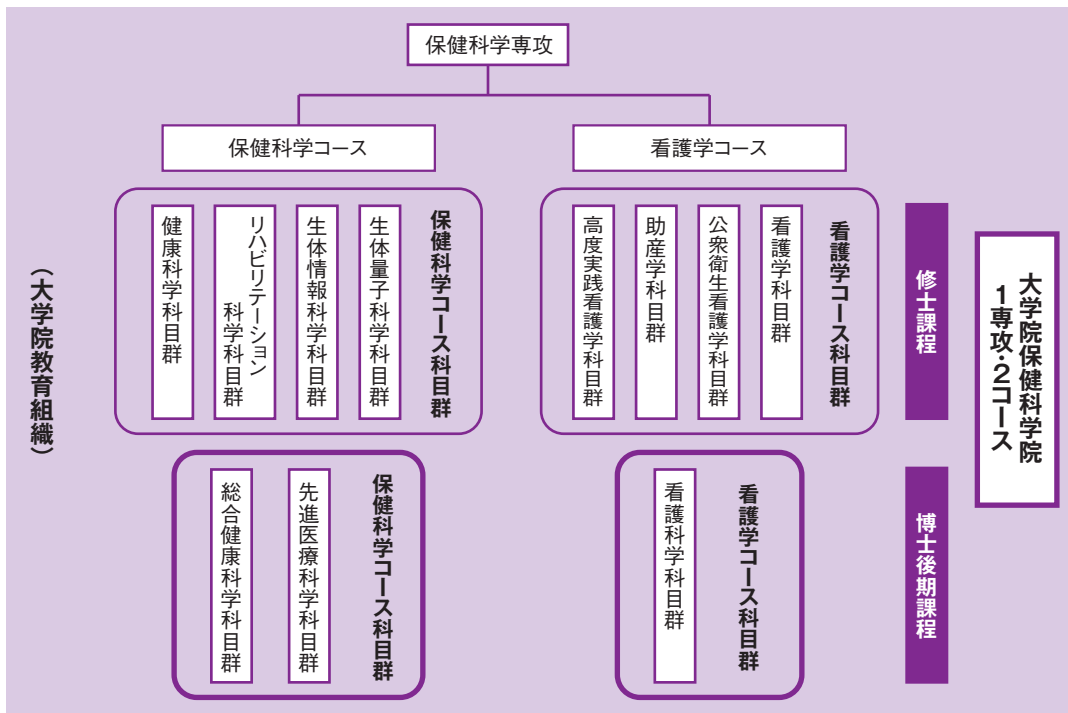 保健科学専攻
保健科学コース
看護学コース
大学院保健科学院
1専攻・2コース
修士課程
看護学コース科目群
看護学科目群
公衆衛生看護学科目群
助産学科目群
高度実践看護学科目群
保健科学コース科目群
生体量子科学科目群
生体情報科学科目群
リハビリテーション
科学科目群
健康科学科目群
博士後期課程
看護学コース科目群
看護科学科目群
保健科学コース科目群
先進医療科学科目群
総合健康科学科目群
(大学院教育組織)